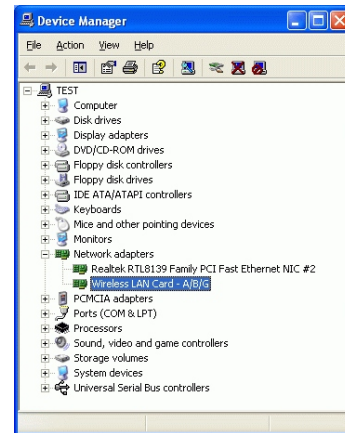 Device Manager
File Action View Help
TEST
Computer
Disk drives
Display adapters
DVD/CD-ROM drives
Floppy disk controllers
Floppy disk drives
IDE ATA/ATAPI controllers
Keyboards
Mice and other pointing devices
Monitors
Network adapters
Realtek RTL8139 Family PCI Fast Ethernet NIC #2
Wireless LAN Card - A/B/G
PCMCIA adapters
Ports (COM & LPT)
Processors
Sound, video and game controllers
Storage volumes
System devices
Universal Serial Bus controllers